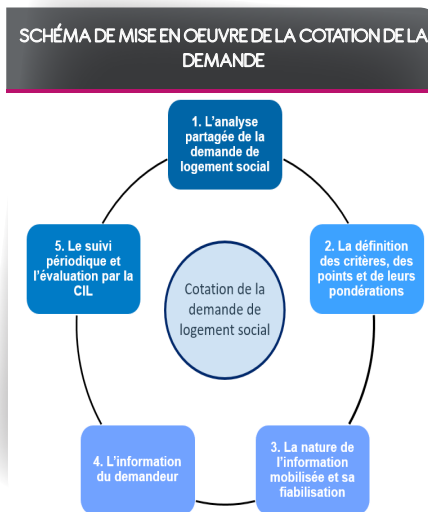 SCHÉMA DE MISE EN OEUVRE DE LA COTATION DE LA
DEMANDE
1. L'analyse
partagée de la
demande de
logement social
2. La définition
des critères, des
points et de leurs
pondérations
3. La nature de
l'information
mobilisée et sa
fiabilisation
4. L'information
du demandeur
5. Le suivi
périodique et
l'évaluation par la
CIL
Cotation de la
demande de
logement social